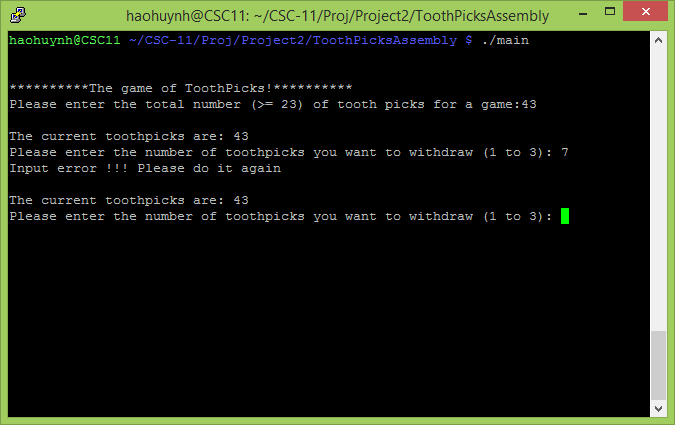 haohuynh@CSC11: ~/CSC-11/Proj/Project2/ToothPicksAssembly
haohuynh@CSC11 ~/CSC-11/Proj/Project2/ToothPicksAssembly $ ./main
**********The game of ToothPicks!**********
Please enter the total number (>= 23) of tooth picks for a game:43
The current toothpicks are: 43
Please enter the number of toothpicks you want to withdraw (1 to 3): 7
Input error !!! Please do it again
The current toothpicks are: 43
Please enter the number of toothpicks you want to withdraw (1 to 3):